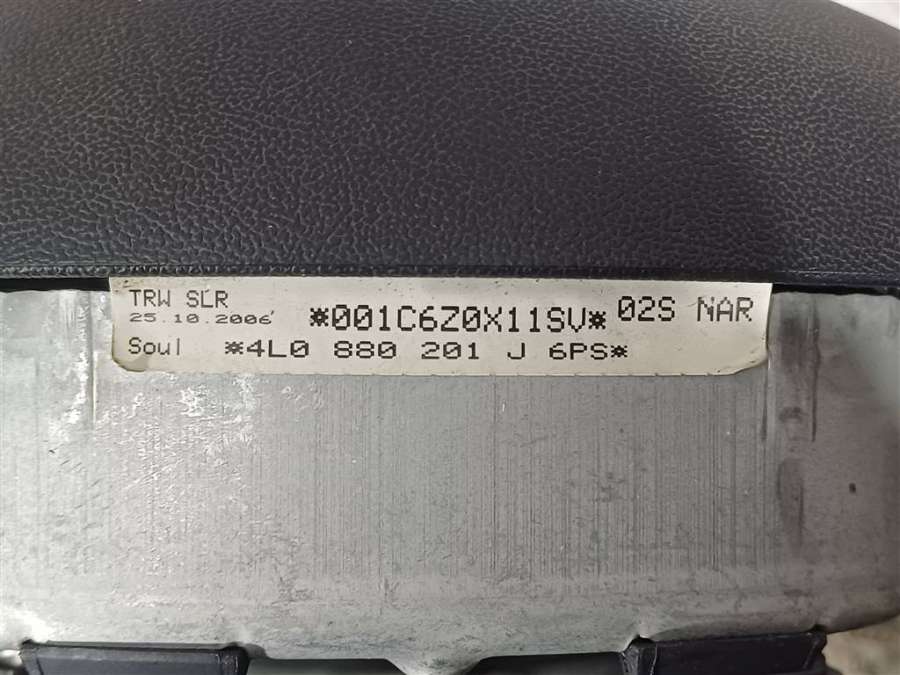 TRW SLR
25.10.2006 *001C6Z0X11SV* 02S NAR
Soul *4L0 880 201 J 6PS*